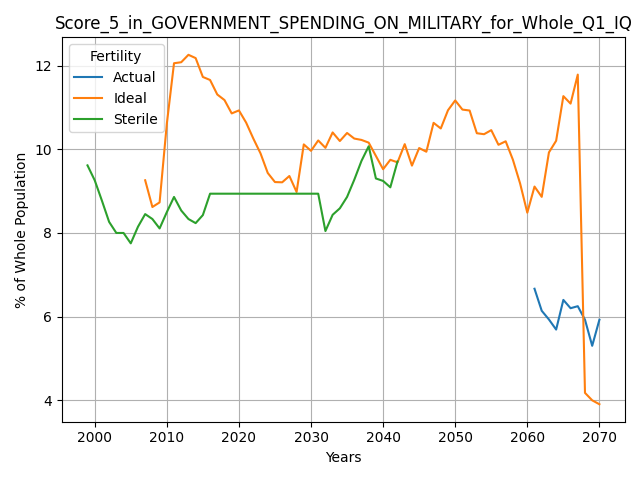 Score_5_in_GOVERNMENT_SPENDING_ON_MILITARY_for_Whole_Q1_IQ
Fertility
Actual
Ideal
Sterile
% of Whole Population
12
10
8
6
4
2000 2010 2020 2030 2040 2050 2060 2070
Years